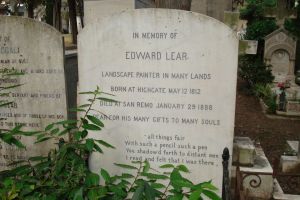 IN MEMORY OF
EDWARD LEAR
LANDSCAPE PAINTER IN MANY LANDS
BORN AT HIGHGATE MAY 12 1812
DIED AT SAN REMO JANUARY 29 1888
DEAR FOR HIS MANY GIFTS TO MANY SOULS
all things fair
With such a pencil such a pen
You shadow'd forth to distant men
I read and felt that I was there